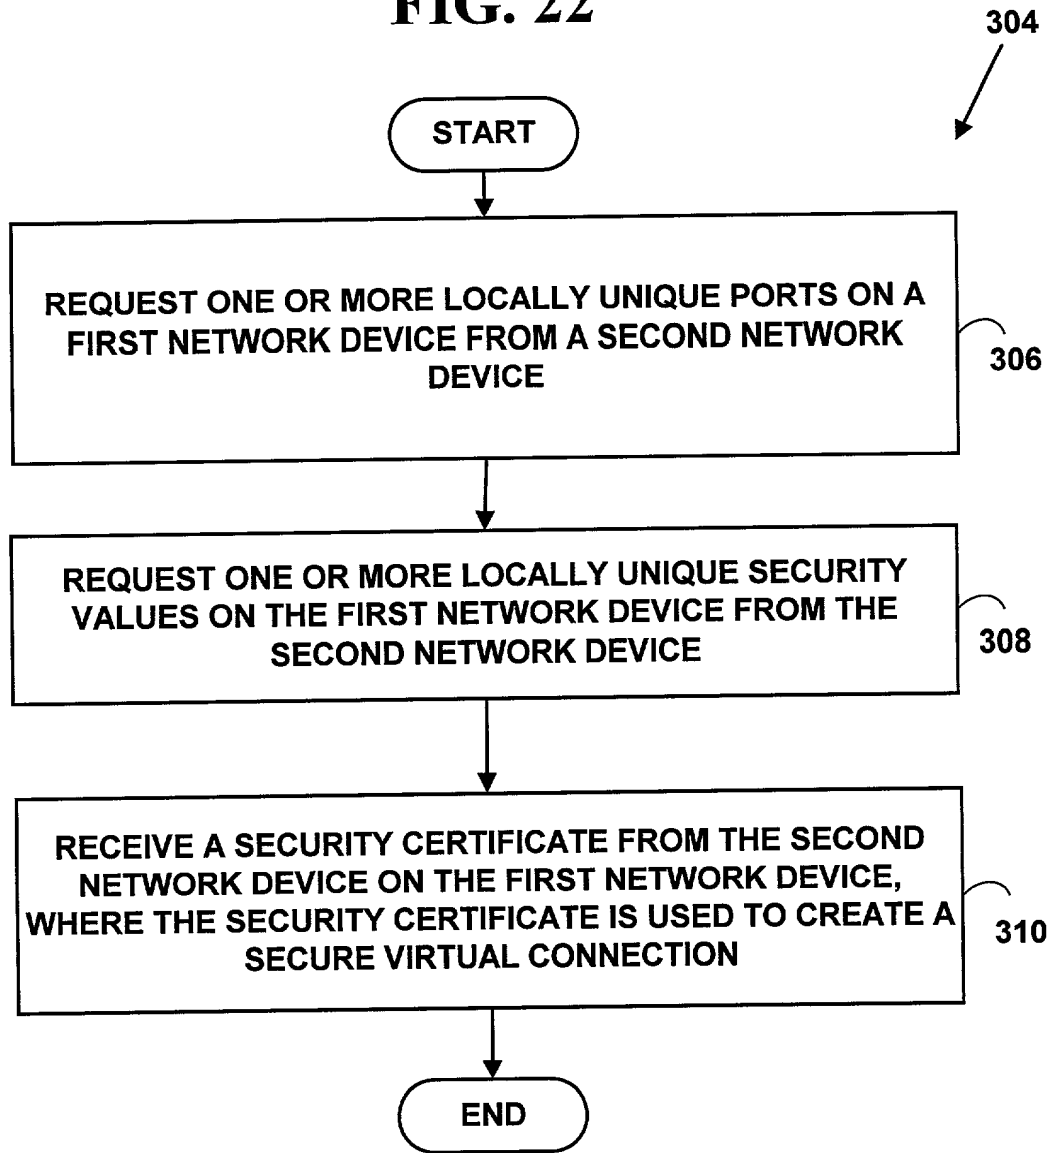 FIG. 22
304
START
REQUEST ONE OR MORE LOCALLY UNIQUE PORTS ON A
FIRST NETWORK DEVICE FROM A SECOND NETWORK
DEVICE
306
REQUEST ONE OR MORE LOCALLY UNIQUE SECURITY
VALUES ON THE FIRST NETWORK DEVICE FROM THE
SECOND NETWORK DEVICE
308
RECEIVE A SECURITY CERTIFICATE FROM THE SECOND
NETWORK DEVICE ON THE FIRST NETWORK DEVICE,
WHERE THE SECURITY CERTIFICATE IS USED TO CREATE A
SECURE VIRTUAL CONNECTION
310
END